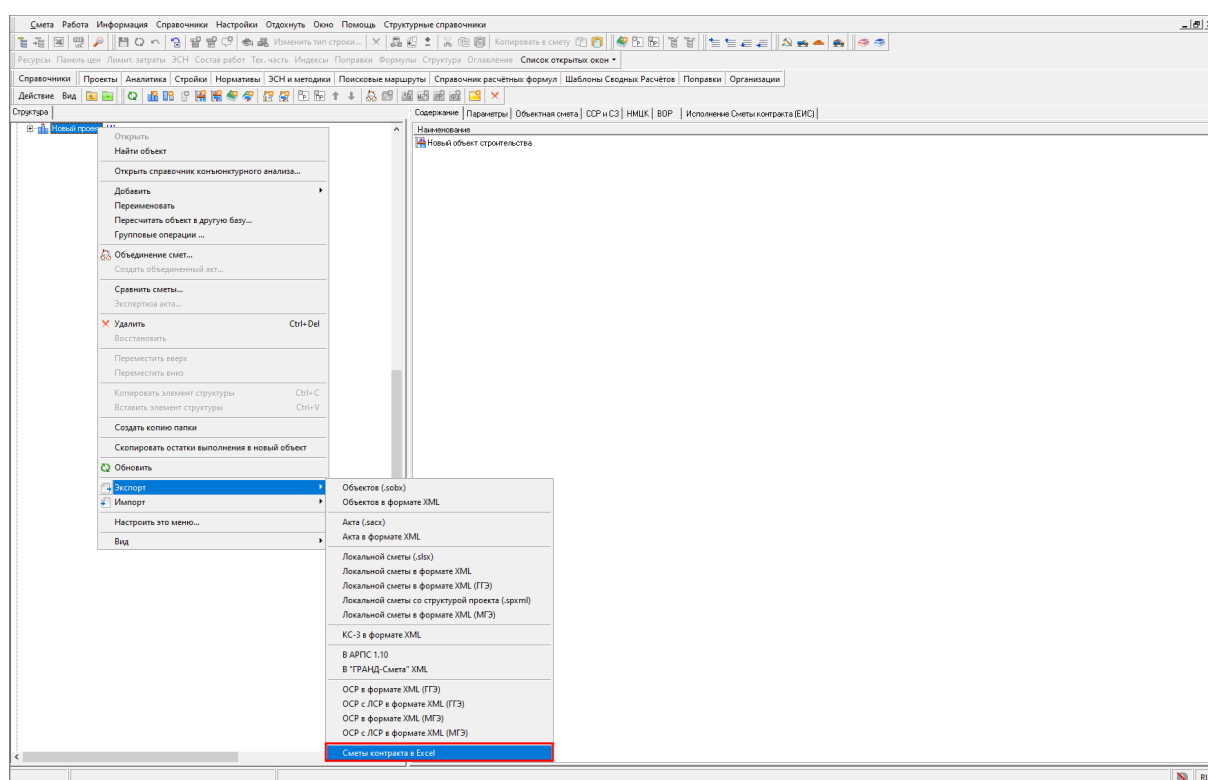 Смета Работа Информация Справочники Настройки Отдохнуть Окно Помощь Структурные справочники
Изменить тип строки... Копировать в смету
Ресурсы Панель цен Лимит. затраты ЭСН Состав работ Тех. часть Индексы Поправки Формулы Структура Оглавление Список открытых окон
Справочники Проекты Аналитика Стройки Нормативы ЭСН и методики Поисковые маршруты Справочник расчётных формул Шаблоны Сводных Расчётов Поправки Организации
Действие Вид
Структура
Содержание Параметры Объектная смета ССР и СЗ НМЦК ВОР Исполнение Сметы контракта (ЕИС)
Новый проек
Наименование
Новый объект строительства
Открыть
Найти объект
Открыть справочник конъюнктурного анализа...
Добавить
Переименовать
Пересчитать объект в другую базу...
Групповые операции ...
Объединение смет...
Создать объединенный акт...
Сравнить сметы...
Экспертиза акта...
Удалить Ctrl+Del
Восстановить
Переместить вверх
Переместить вниз
Копировать элемент структуры Ctrl+C
Вставить элемент структуры Ctrl+V
Создать копию папки
Скопировать остатки выполнения в новый объект
Обновить
Экспорт
Импорт
Настроить это меню...
Вид
Объектов (.sobx)
Объектов в формате XML
Акта (.sacx)
Акта в формате XML
Локальной сметы (.slsx)
Локальной сметы в формате XML
Локальной сметы в формате XML (ГГЭ)
Локальной сметы со структурой проекта (.spxml)
Локальной сметы в формате XML (МГЭ)
КС-3 в формате XML
В АРПС 1.10
В "ГРАНД-Смета" XML
ОСР в формате XML (ГГЭ)
ОСР с ЛСР в формате XML (ГГЭ)
ОСР в формате XML (МГЭ)
ОСР с ЛСР в формате XML (МГЭ)
Сметы контракта в Excel